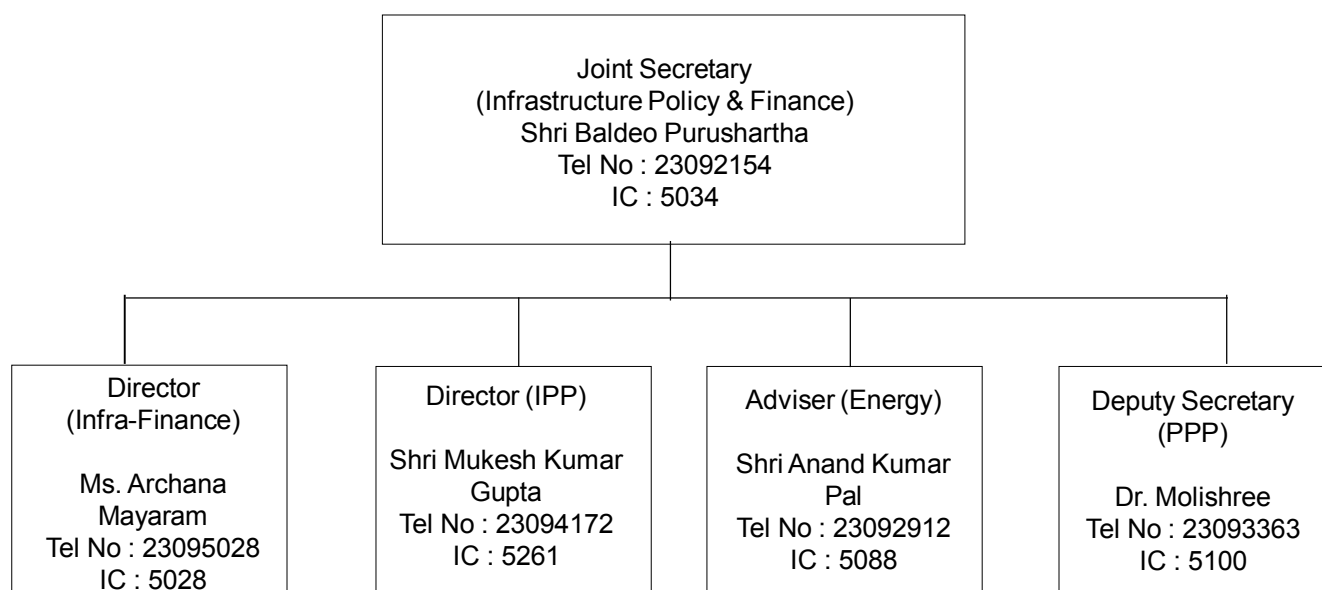 Joint Secretary
(Infrastructure Policy & Finance)
Shri Baldeo Purushartha
Tel No : 23092154
IC : 5034
Director
(Infra-Finance)
Ms. Archana
Mayaram
Tel No : 23095028
IC : 5028
Director (IPP)
Shri Mukesh Kumar
Gupta
Tel No : 23094172
IC : 5261
Adviser (Energy)
Shri Anand Kumar
Pal
Tel No : 23092912
IC : 5088
Deputy Secretary
(PPP)
Dr. Molishree
Tel No : 23093363
IC : 5100